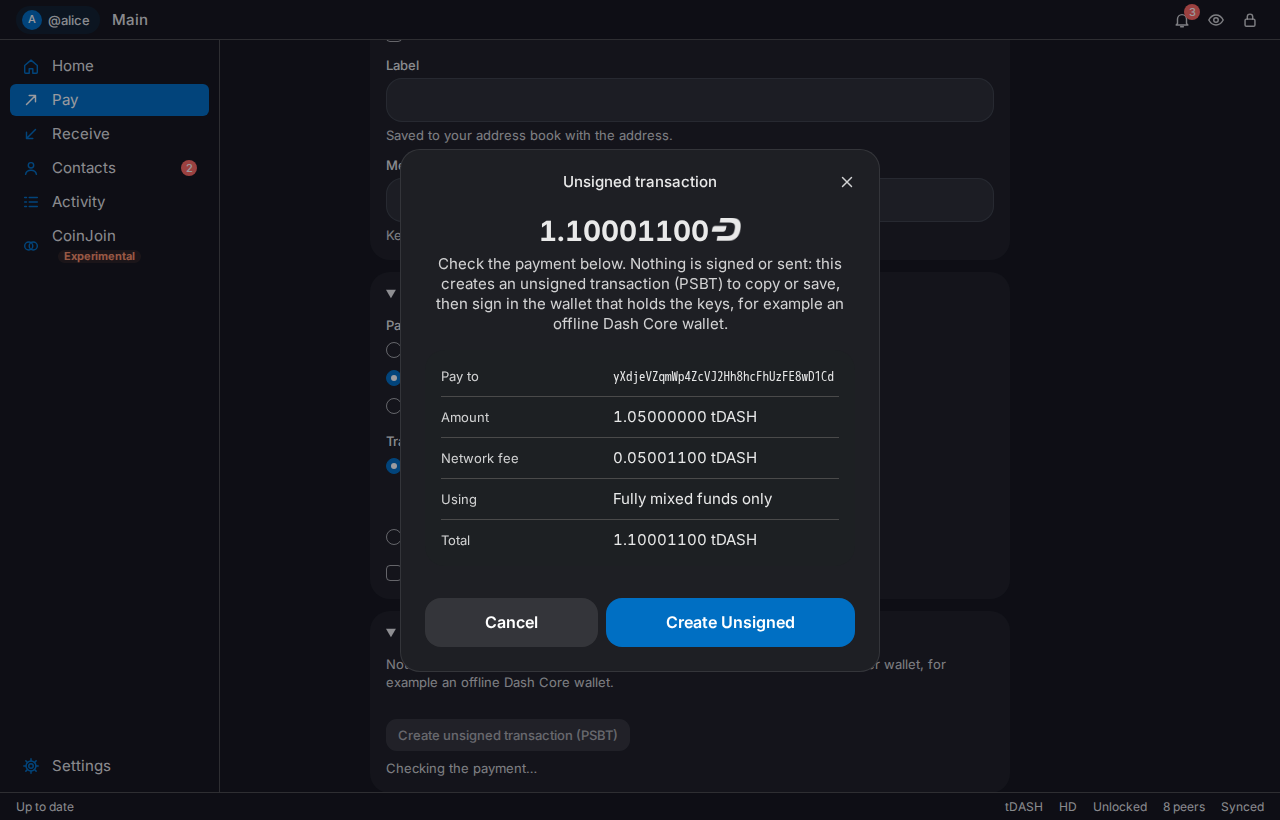 A @alice Main 3
Home
Pay
Receive
Contacts 2
Activity
CoinJoin
Experimental
Settings
Label
Saved to your address book with the address.
Unsigned transaction
1.10001100
Check the payment below. Nothing is signed or sent: this
creates an unsigned transaction (PSBT) to copy or save,
then sign in the wallet that holds the keys, for example an
offline Dash Core wallet.
Pay to yXdjeVZqmWp4ZcVJ2Hh8hcFhUzFE8wD1Cd
Amount 1.05000000 tDASH
Network fee 0.05001100 tDASH
Using Fully mixed funds only
Total 1.10001100 tDASH
Cancel Create Unsigned
wallet, for
example an offline Dash Core wallet.
Create unsigned transaction (PSBT)
Checking the payment...
Up to date tDASH HD Unlocked 8 peers Synced